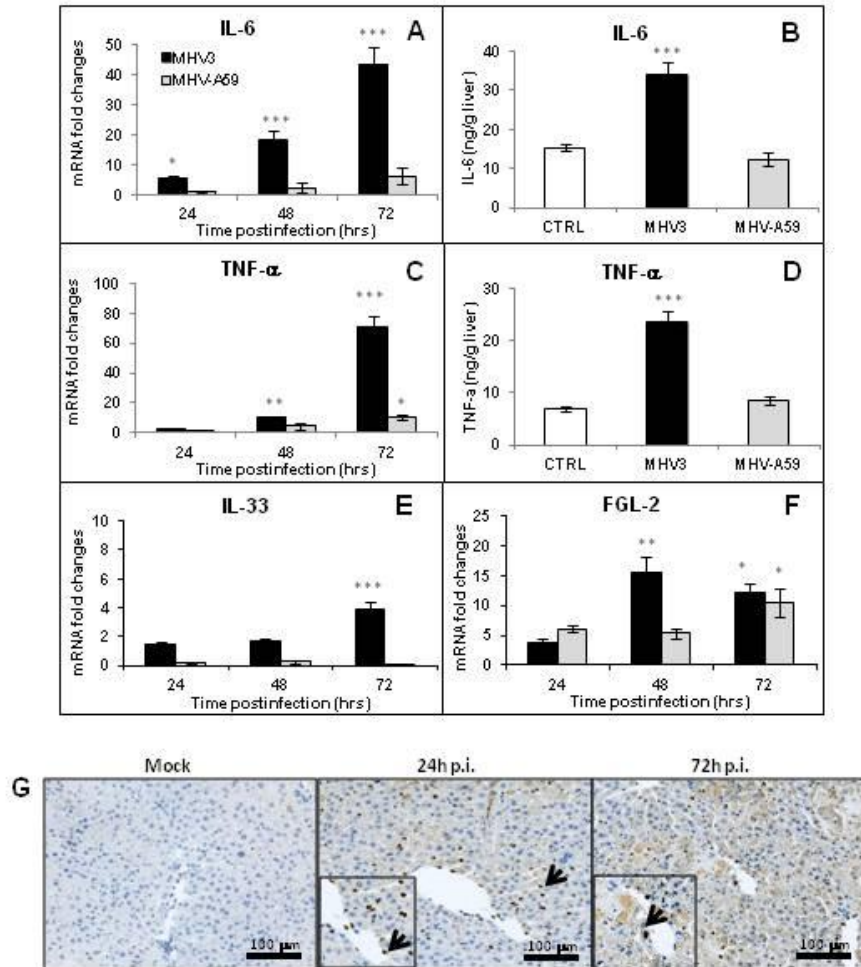 IL-6 A
MHV3
MHV-A59
mRNA fold changes
50
40
30
20
10
0
*
***
***
24 48 72
Time postinfection (hrs)
IL-6 B
IL-6 (ng/g liver)
40
30
20
10
0
***
CTRL MHV3 MHV-A59
TNF-α C
mRNA fold changes
100
80
60
40
20
0
**
***
*
24 48 72
Time postinfection (hrs)
TNF-α D
TNF-a (ng/g liver)
30
20
10
0
***
CTRL MHV3 MHV-A59
IL-33 E
mRNA fold changes
10
8
6
4
2
0
***
24 48 72
Time postinfection (hrs)
FGL-2 F
mRNA fold changes
25
20
15
10
5
0
**
*
*
24 48 72
Time postinfection (hrs)
G
Mock 24h p.i. 72h p.i.
100 µm 100 µm 100 µm